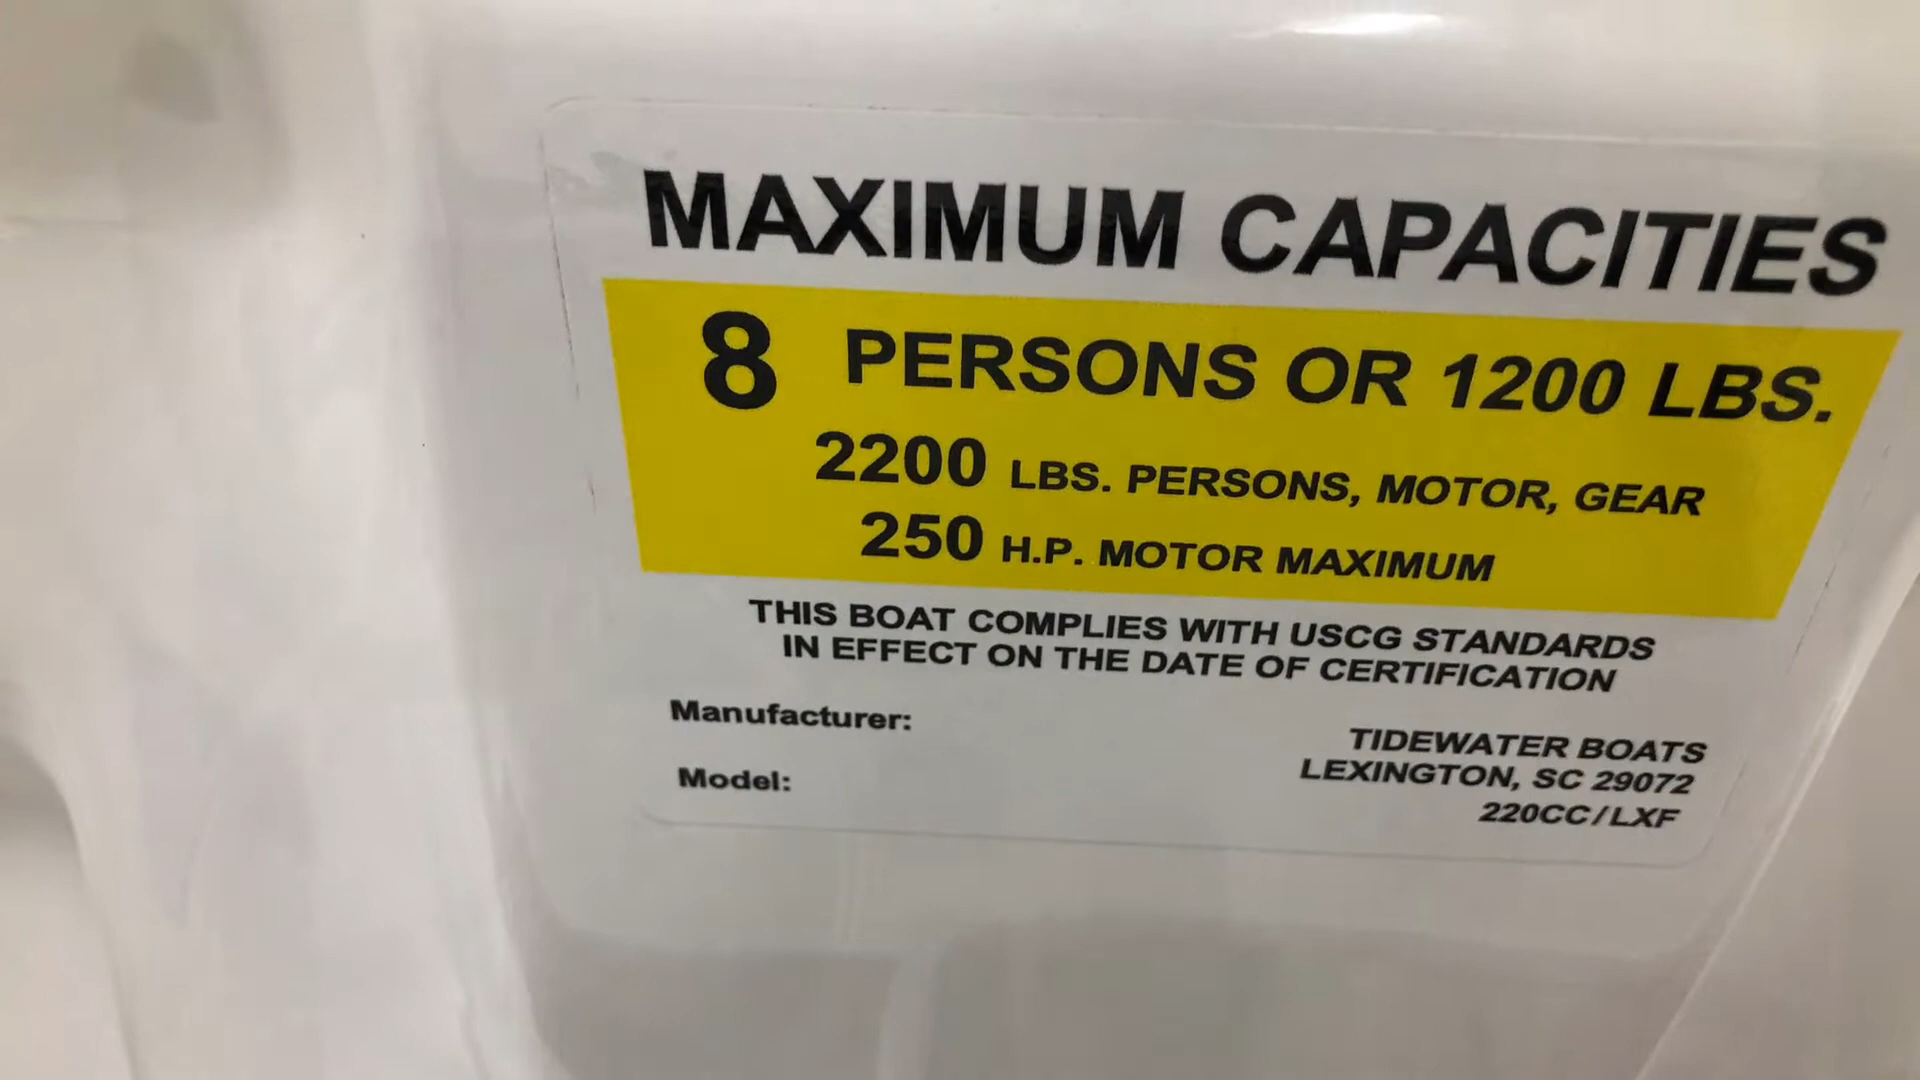 MAXIMUM CAPACITIES
8 PERSONS OR 1200 LBS.
2200 LBS. PERSONS, MOTOR, GEAR
250 H.P. MOTOR MAXIMUM
THIS BOAT COMPLIES WITH USCG STANDARDS
IN EFFECT ON THE DATE OF CERTIFICATION
Manufacturer: TIDEWATER BOATS
LEXINGTON, SC 29072
Model: 220CC/LXF